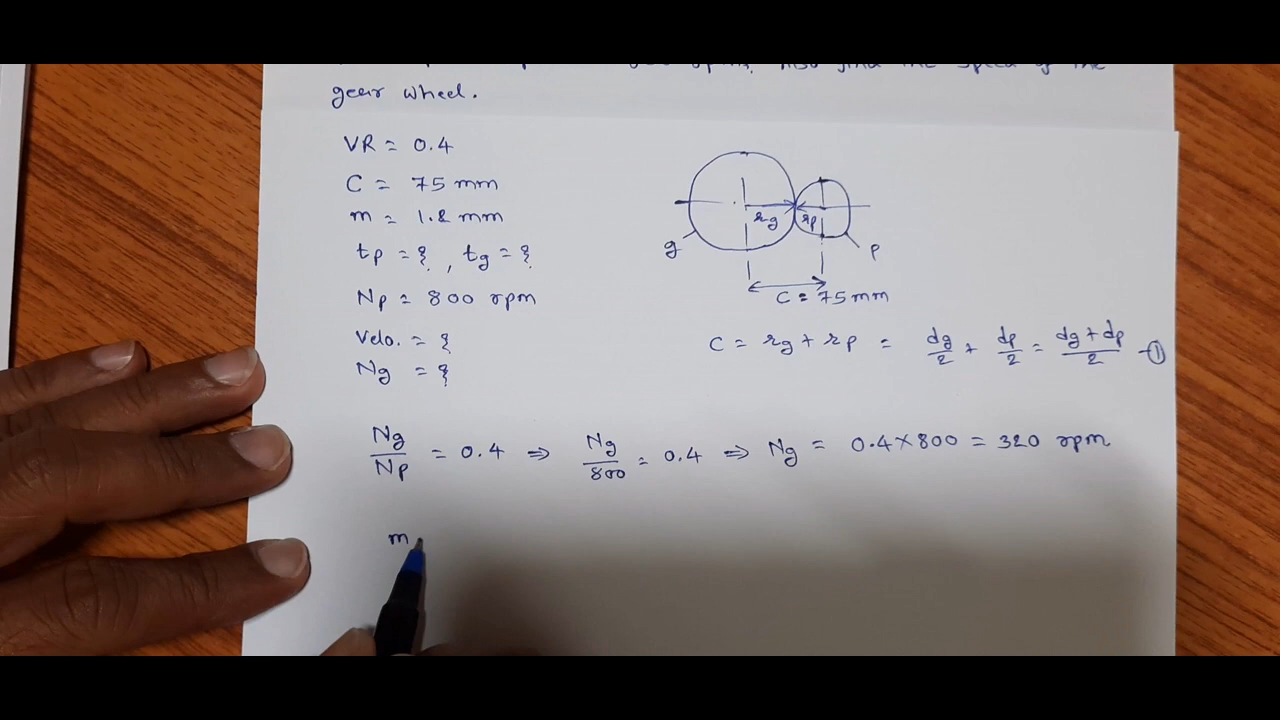 gear wheel.
VR = 0.4
C = 75 mm
m = 1.2 mm
tp = ? , tg = ?
Np = 800 rpm
Velo. = ?
Ng = ?
rg rp
g p
C = 75 mm
C = rg + rp = dg/2 + dp/2 = (dg + dp)/2 - ①
Ng/Np = 0.4 ⇒ Ng/800 = 0.4 ⇒ Ng = 0.4 × 800 = 320 rpm
m